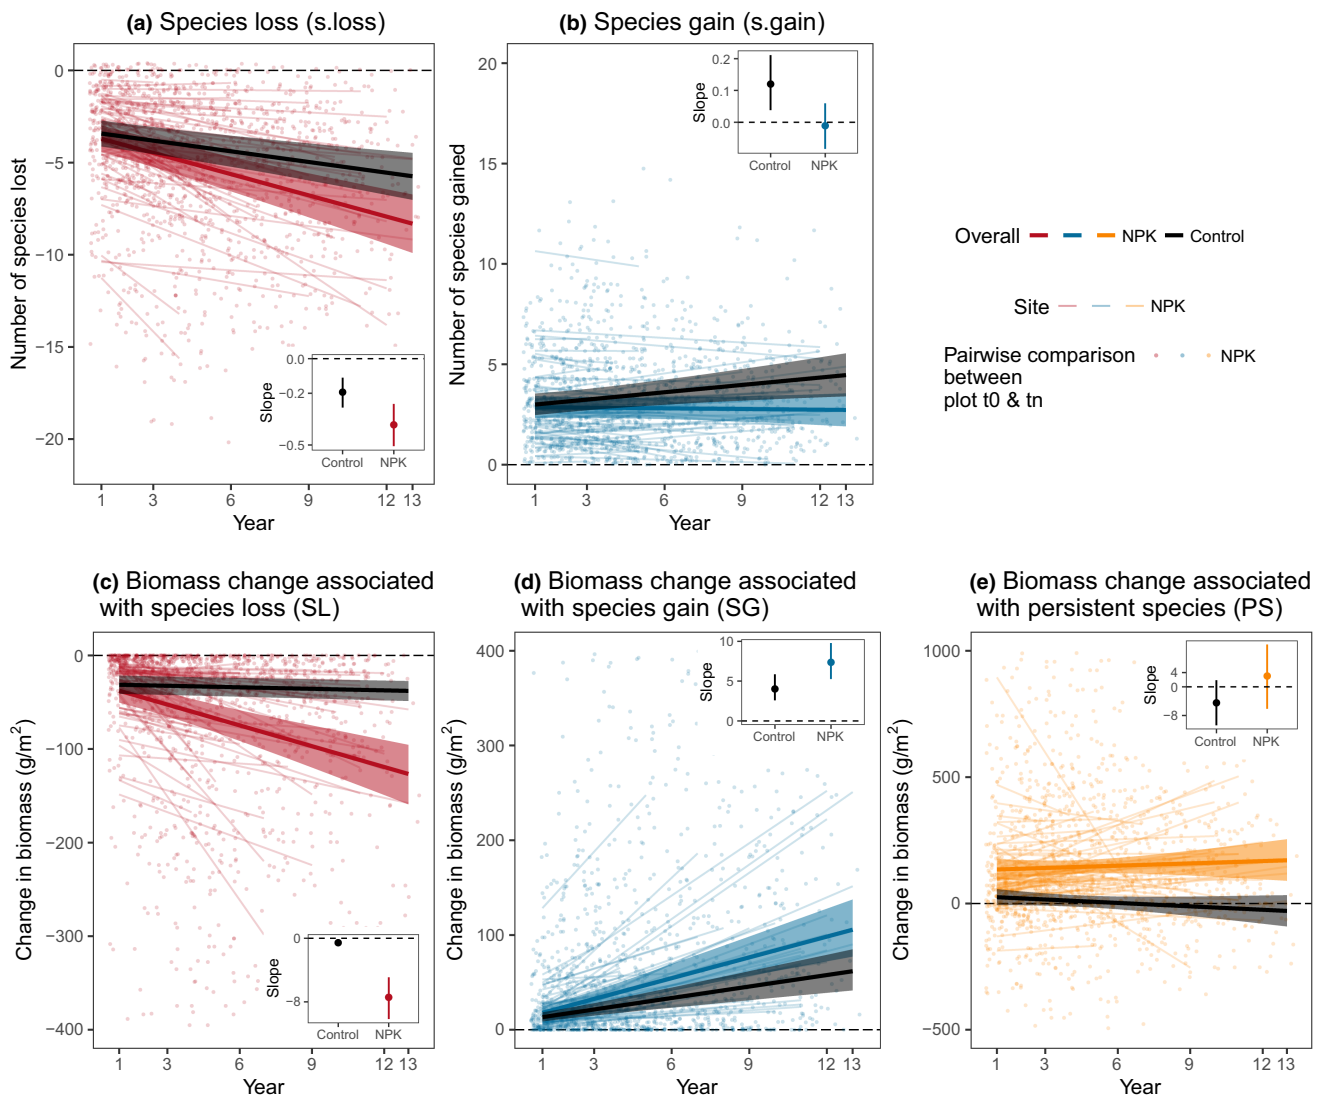 (a) Species loss (s.loss)
Number of species lost
0
−5
−10
−15
−20
1 3 6 9 12 13
Year
Slope
0.0
−0.2
−0.5
Control NPK
(b) Species gain (s.gain)
Number of species gained
20
15
10
5
0
1 3 6 9 12 13
Year
Slope
0.2
0.1
0.0
Control NPK
Overall NPK Control
Site NPK
Pairwise comparison NPK
between
plot t0 & tn
(c) Biomass change associated
with species loss (SL)
Change in biomass (g/m²)
0
−100
−200
−300
−400
1 3 6 9 12 13
Year
Slope
0
−8
Control NPK
(d) Biomass change associated
with species gain (SG)
Change in biomass (g/m²)
400
300
200
100
0
1 3 6 9 12 13
Year
Slope
10
5
0
Control NPK
(e) Biomass change associated
with persistent species (PS)
Change in biomass (g/m²)
1000
500
0
−500
1 3 6 9 12 13
Year
Slope
4
0
−8
Control NPK